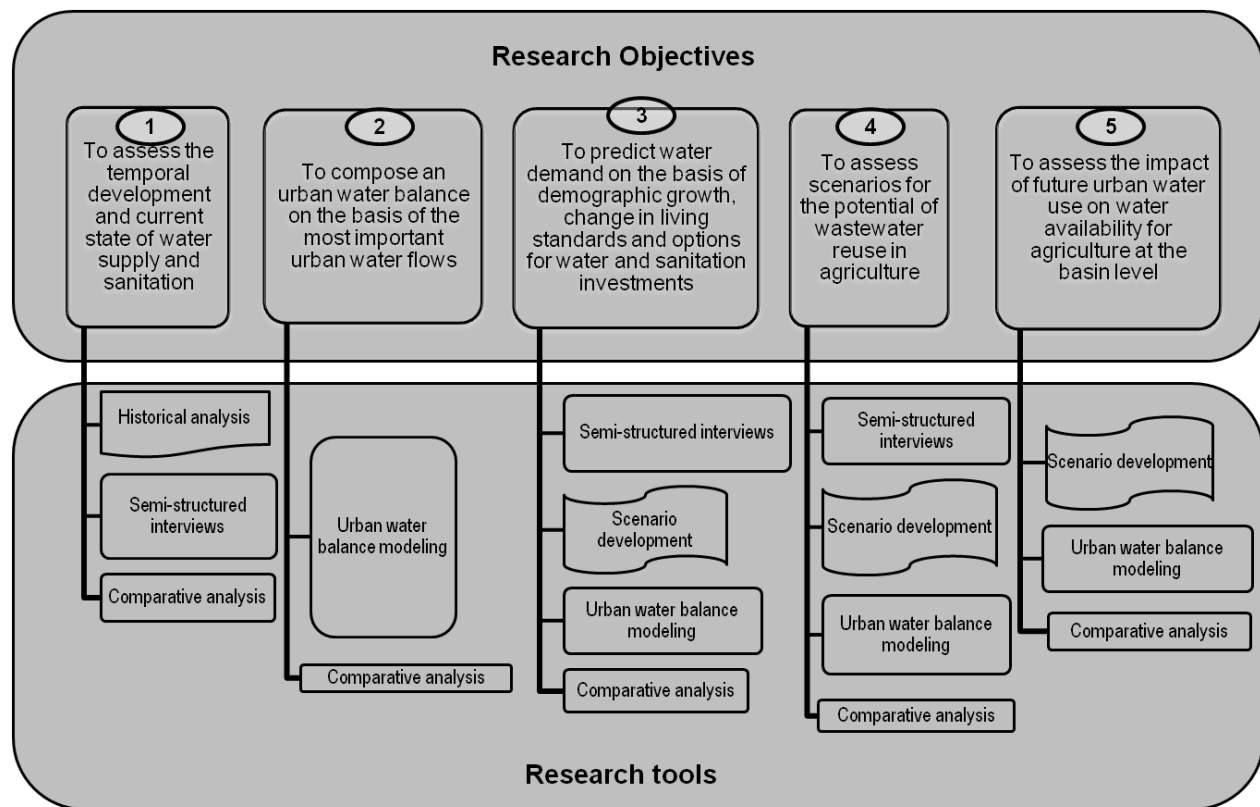 Research Objectives
1
To assess the
temporal
development
and current
state of water
supply and
sanitation
2
To compose an
urban water balance
on the basis of the
most important
urban water flows
3
To predict water
demand on the basis of
demographic growth,
change in living
standards and options
for water and sanitation
investments
4
To assess
scenarios for
the potential of
wastewater
reuse in
agriculture
5
To assess the impact
of future urban water
use on water
availability for
agriculture at the
basin level
Historical analysis
Semi-structured
interviews
Comparative analysis
Urban water
balance modeling
Comparative analysis
Semi-structured interviews
Scenario
development
Urban water balance
modeling
Comparative analysis
Semi-structured
interviews
Scenario development
Urban water balance
modeling
Comparative analysis
Scenario development
Urban water balance
modeling
Comparative analysis
Research tools